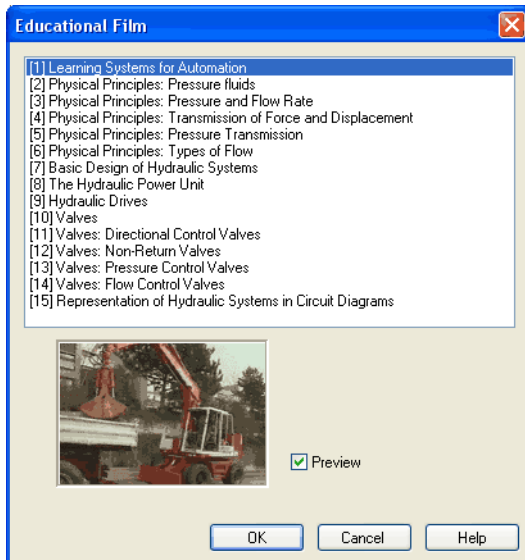 Educational Film
[1] Learning Systems for Automation
[2] Physical Principles: Pressure fluids
[3] Physical Principles: Pressure and Flow Rate
[4] Physical Principles: Transmission of Force and Displacement
[5] Physical Principles: Pressure Transmission
[6] Physical Principles: Types of Flow
[7] Basic Design of Hydraulic Systems
[8] The Hydraulic Power Unit
[9] Hydraulic Drives
[10] Valves
[11] Valves: Directional Control Valves
[12] Valves: Non-Return Valves
[13] Valves: Pressure Control Valves
[14] Valves: Flow Control Valves
[15] Representation of Hydraulic Systems in Circuit Diagrams
Preview
OK Cancel Help